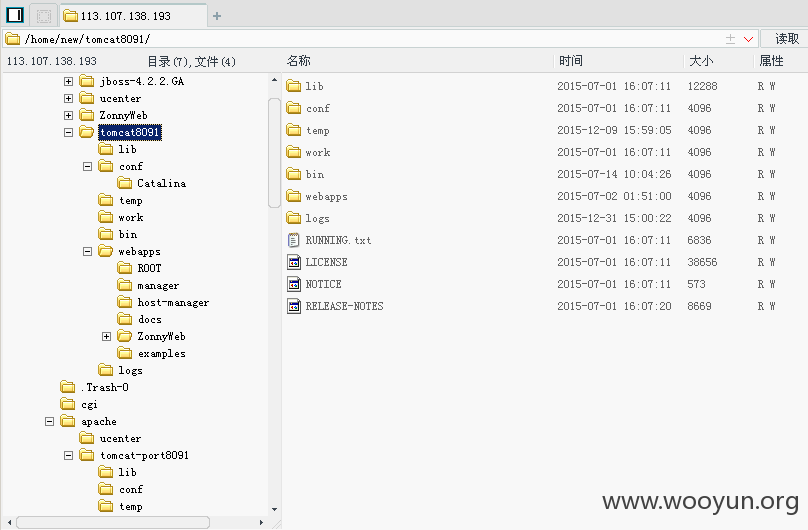 113.107.138.193
/home/new/tomcat8091/
读取
113.107.138.193 目录(7),文件(4)
名称 时间 大小 属性
jboss-4.2.2.GA
ucenter
ZonnyWeb
tomcat8091
lib
conf
Catalina
temp
work
bin
webapps
ROOT
manager
host-manager
docs
ZonnyWeb
examples
logs
.Trash-0
cgi
apache
ucenter
tomcat-port8091
lib
conf
temp
lib 2015-07-01 16:07:11 12288 R W
conf 2015-07-01 16:07:11 4096 R W
temp 2015-12-09 15:59:05 4096 R W
work 2015-07-01 16:07:11 4096 R W
bin 2015-07-14 10:04:26 4096 R W
webapps 2015-07-02 01:51:00 4096 R W
logs 2015-12-31 15:00:22 4096 R W
RUNNING.txt 2015-07-01 16:07:11 6836 R W
LICENSE 2015-07-01 16:07:11 38656 R W
NOTICE 2015-07-01 16:07:11 573 R W
RELEASE-NOTES 2015-07-01 16:07:20 8669 R W
www.wooyun.org